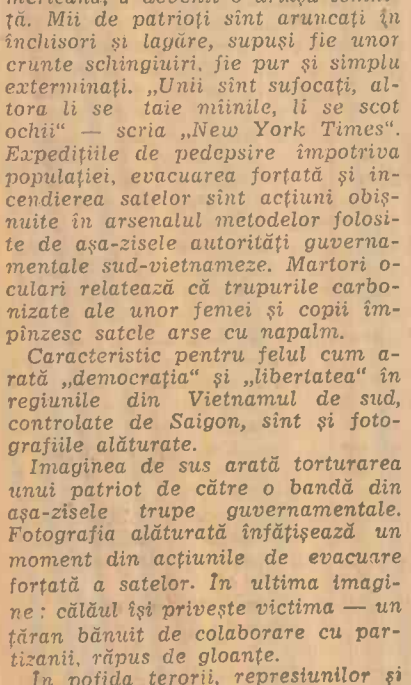 ță. Mii de patrioți sînt aruncați în
închisori și lagăre, supuși fie unor
crunte schingiuiri, fie pur și simplu
exterminați. „Unii sînt sufocați, al-
tora li se taie mîinile, li se scot
ochii“ — scria „New York Times“.
Expedițiile de pedepsire împotriva
populației, evacuarea forțată și in-
cendierea satelor sînt acțiuni obiș-
nuite în arsenalul metodelor folosi-
te de așa-zisele autorități guverna-
mentale sud-vietnameze. Martori o-
culari relatează că trupurile carbo-
nizate ale unor femei și copii îm-
pînzesc satele arse cu napalm.
Caracteristic pentru felul cum a-
rată „democrația“ și „libertatea“ în
regiunile din Vietnamul de sud,
controlate de Saigon, sînt și foto-
grafiile alăturate.
Imaginea de sus arată torturarea
unui patriot de către o bandă din
așa-zisele trupe guvernamentale.
Fotografia alăturată înfățișează un
moment din acțiunile de evacuare
forțată a satelor. În ultima imagi-
ne : călăul își privește victima — un
țăran bănuit de colaborare cu par-
tizanii, răpus de gloanțe.
În pofida terorii, represiunilor și